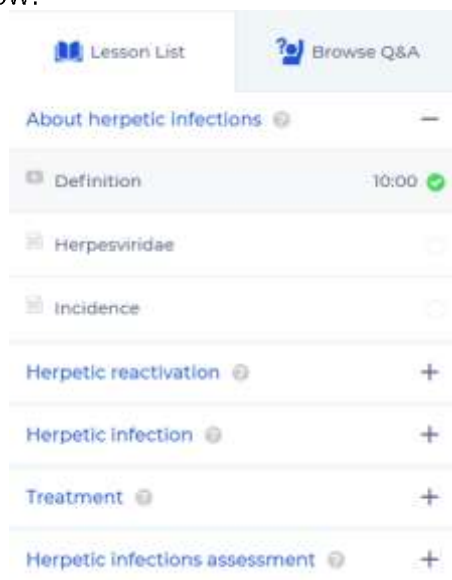 Lesson List
Browse Q&A
About herpetic infections
Definition 10:00
Herpesviridae
Incidence
Herpetic reactivation
Herpetic infection
Treatment
Herpetic infections assessment